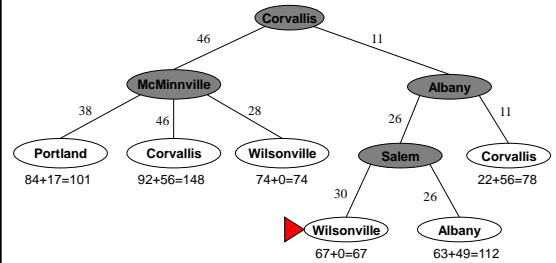 Corvallis
46 11
McMinnville Albany
38 46 28 26 11
Portland Corvallis Wilsonville Salem Corvallis
84+17=101 92+56=148 74+0=74 22+56=78
30 26
Wilsonville Albany
67+0=67 63+49=112